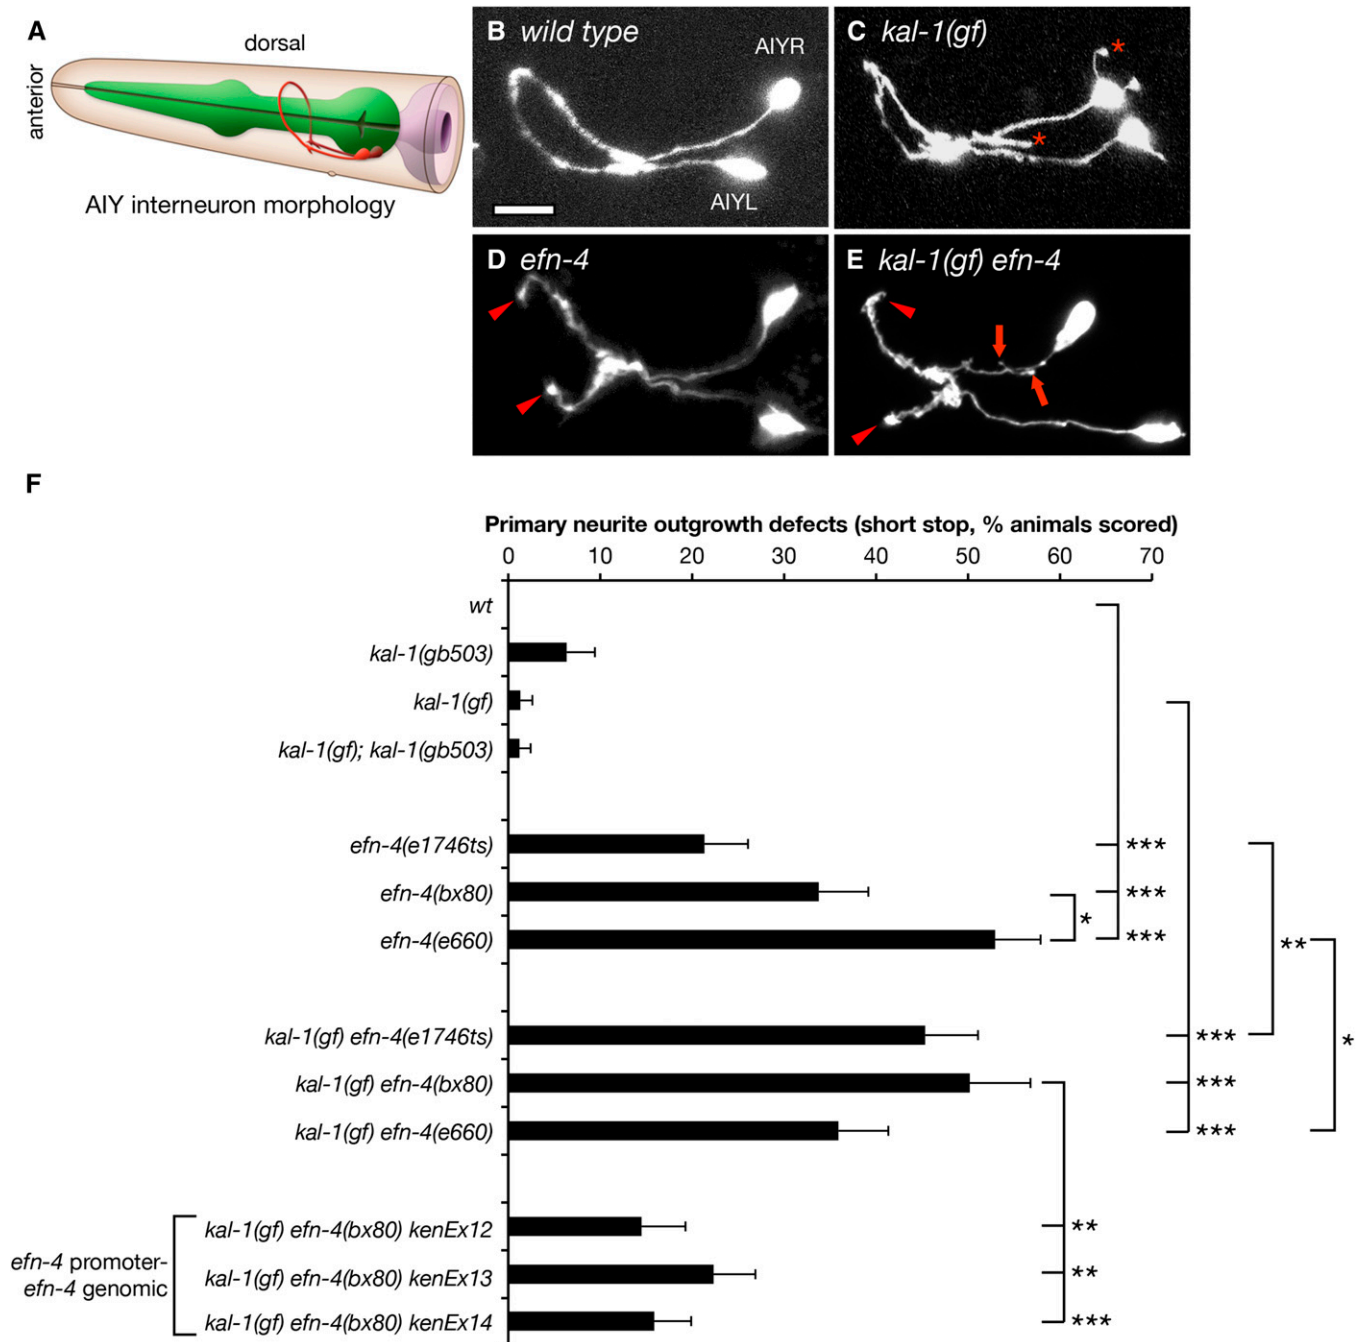 A
dorsal
anterior
AIY interneuron morphology
B wild type
AIYR
AIYL
C kal-1(gf)
*
*
D efn-4
E kal-1(gf) efn-4
F
Primary neurite outgrowth defects (short stop, % animals scored)
0 10 20 30 40 50 60 70
wt
kal-1(gb503)
kal-1(gf)
kal-1(gf); kal-1(gb503)
efn-4(e1746ts)
***
efn-4(bx80)
***
*
efn-4(e660)
***
**
kal-1(gf) efn-4(e1746ts)
***
*
kal-1(gf) efn-4(bx80)
***
kal-1(gf) efn-4(e660)
***
efn-4 promoter-
efn-4 genomic
kal-1(gf) efn-4(bx80) kenEx12
**
kal-1(gf) efn-4(bx80) kenEx13
**
kal-1(gf) efn-4(bx80) kenEx14
***